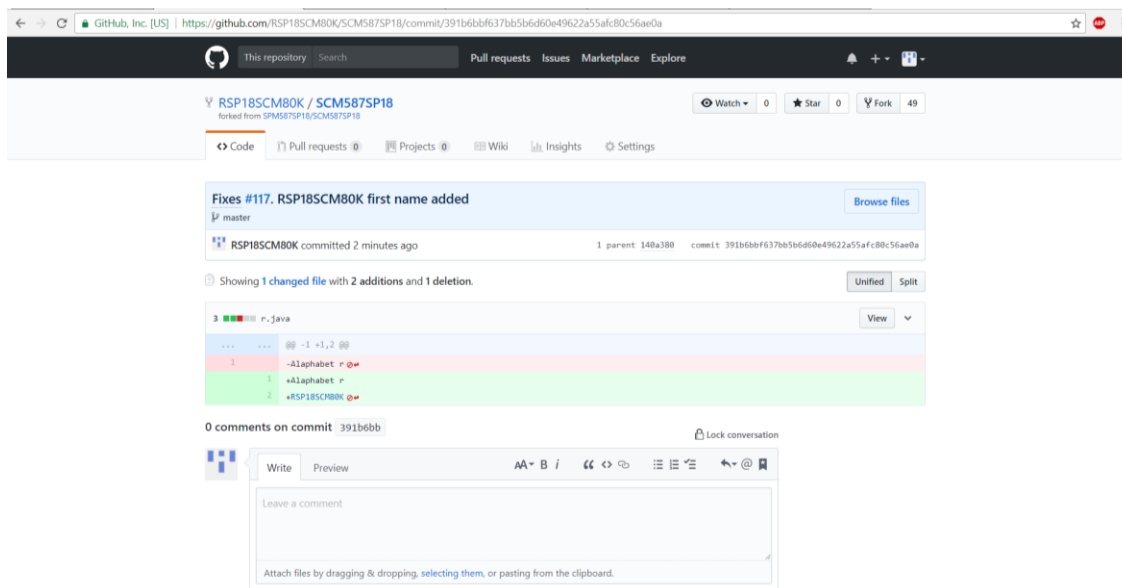 GitHub, Inc. [US] | https://github.com/RSP18SCM80K/SCM587SP18/commit/391b6bbf637bb5b6d60e49622a55afc80c56ae0a
ABP
This repository Search Pull requests Issues Marketplace Explore
RSP18SCM80K / SCM587SP18 Watch 0 Star 0 Fork 49
forked from SPM587SP18/SCM587SP18
Code Pull requests 0 Projects 0 Wiki Insights Settings
Fixes #117. RSP18SCM80K first name added Browse files
master
RSP18SCM80K committed 2 minutes ago 1 parent 140a380 commit 391b6bbf637bb5b6d60e49622a55afc80c56ae0a
Showing 1 changed file with 2 additions and 1 deletion. Unified Split
3 r.java View
... ... @@ -1 +1,2 @@
1 -Alaphabet r
1 +Alaphabet r
2 +RSP18SCM80K
0 comments on commit 391b6bb Lock conversation
Write Preview AA B i “ <> @
Leave a comment
Attach files by dragging & dropping, selecting them, or pasting from the clipboard.